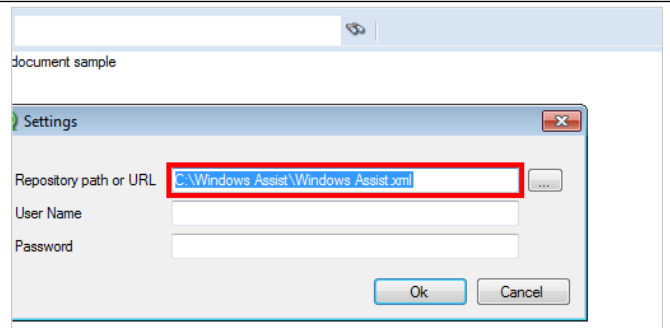 document sample
Settings
Repository path or URL C:\Windows Assist\Windows Assist.xml ...
User Name
Password
Ok Cancel